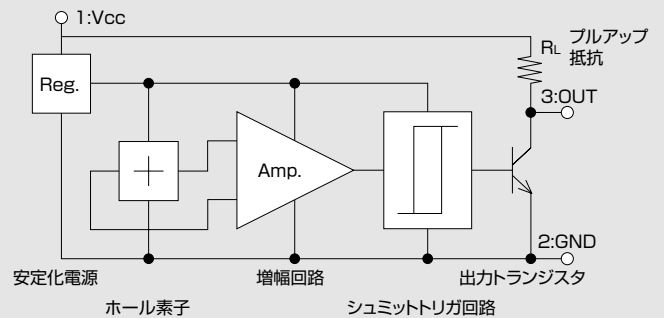 1:Vcc
RL
プルアップ
抵抗
Reg.
3:OUT
Amp.
2:GND
安定化電源
増幅回路
出力トランジスタ
ホール素子
シュミットトリガ回路